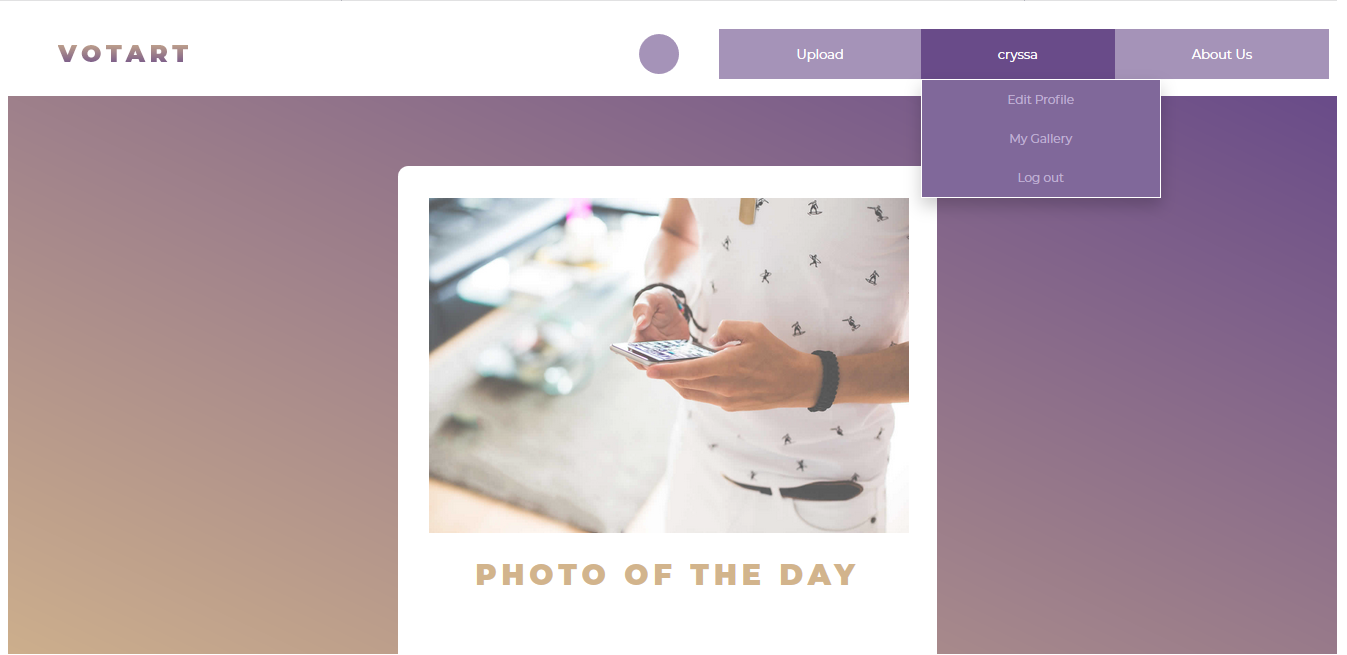 VOTART
Upload
cryssa
About Us
Edit Profile
My Gallery
Log out
PHOTO OF THE DAY